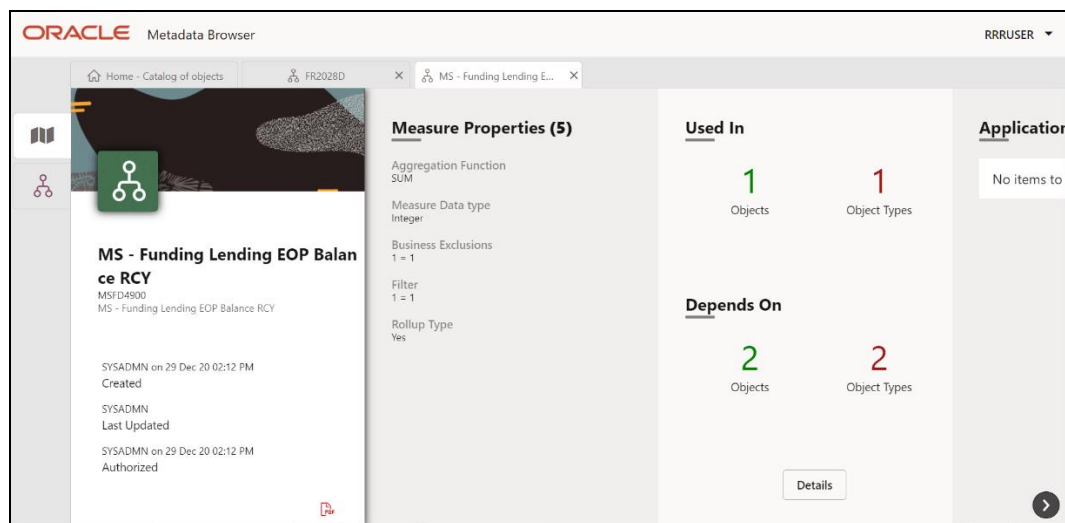 ORACLE Metadata Browser
RRRUSER
Home - Catalog of objects
FR2028D
MS - Funding Lending E...
MS - Funding Lending EOP Balan
ce RCY
MSFD4900
MS - Funding Lending EOP Balance RCY
SYSADMN on 29 Dec 20 02:12 PM
Created
SYSADMN
Last Updated
SYSADMN on 29 Dec 20 02:12 PM
Authorized
PDF
Measure Properties (5)
Aggregation Function
SUM
Measure Data type
Integer
Business Exclusions
1 = 1
Filter
1 = 1
Rollup Type
Yes
Used In
1 1
Objects Object Types
Depends On
2 2
Objects Object Types
Details
Application
No items to